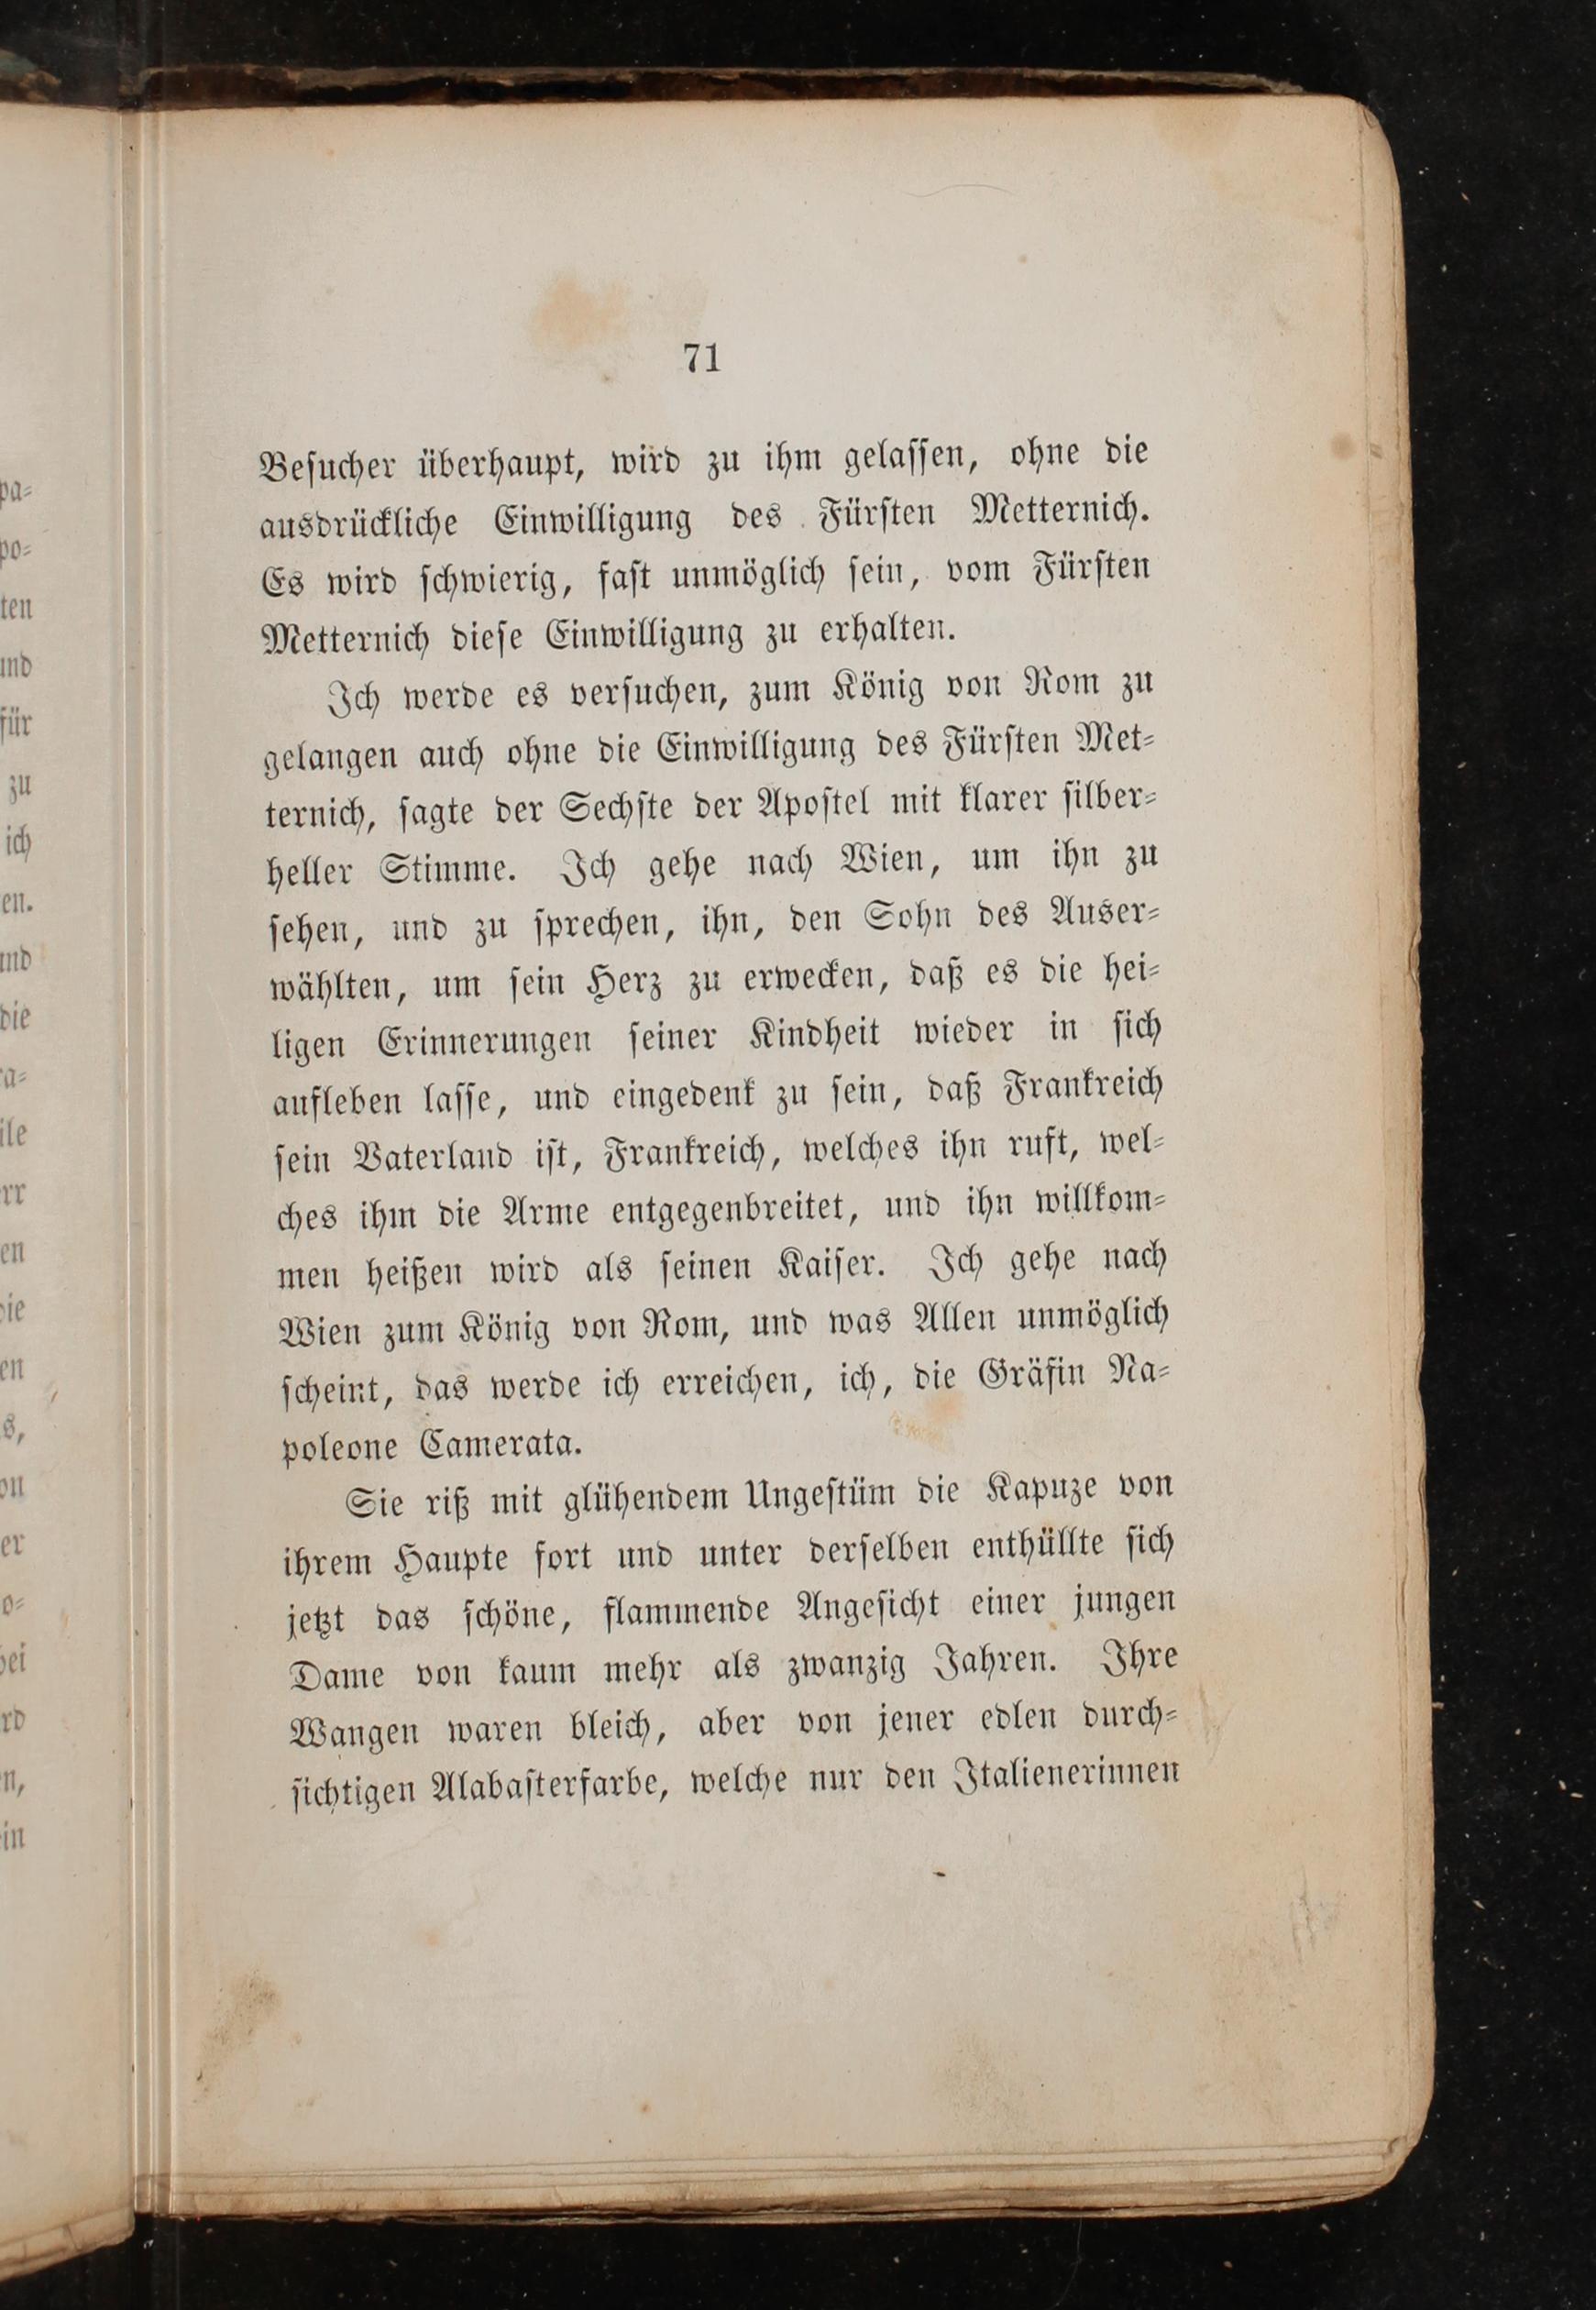 71
Besucher überhaupt, wird zu ihm gelassen, ohne die
ausdrückliche Einwilligung des Fürsten Metternich.
Es wird schwierig, fast unmöglich sein, vom Fürsten
Metternich diese Einwilligung zu erhalten.
Ich werde es versuchen, zum König von Rom zu
gelangen auch ohne die Einwilligung des Fürsten Met-
ternich, sagte der Sechste der Apostel mit klarer silber-
heller Stimme. Ich gehe nach Wien, um ihn zu
sehen, und zu sprechen, ihn, den Sohn des Auser-
wählten, um sein Herz zu erwecken, daß es die hei-
ligen Erinnerungen seiner Kindheit wieder in sich
aufleben lasse, und eingedenk zu sein, daß Frankreich
sein Vaterland ist, Frankreich, welches ihn ruft, wel-
ches ihm die Arme entgegenbreitet, und ihn willkom-
men heißen wird als seinen Kaiser. Ich gehe nach
Wien zum König von Rom, und was Allen unmöglich
scheint, das werde ich erreichen, ich, die Gräfin Na-
poleone Camerata.
Sie riß mit glühendem Ungestüm die Kapuze von
ihrem Haupte fort und unter derselben enthüllte sich
jetzt das schöne, flammende Angesicht einer jungen
Dame von kaum mehr als zwanzig Jahren. Ihre
Wangen waren bleich, aber von jener edlen durch-
sichtigen Alabasterfarbe, welche nur den Italienerinnen